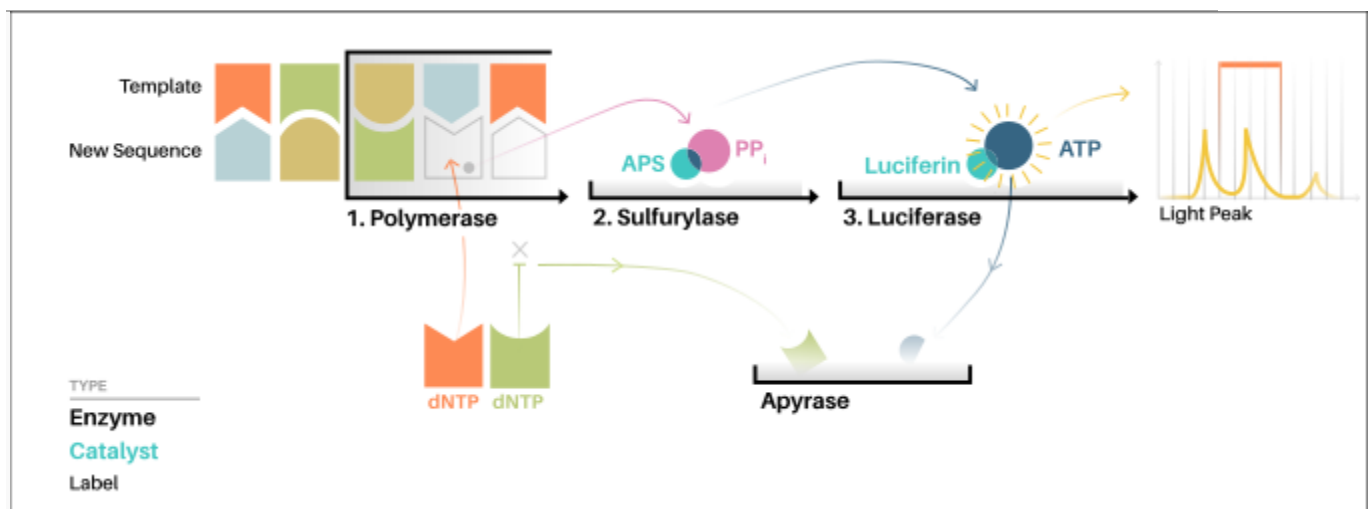 Template
New Sequence
APS
PPi
Luciferin
ATP
1. Polymerase
2. Sulfurylase
3. Luciferase
Light Peak
dNTP
dNTP
Apyrase
TYPE
Enzyme
Catalyst
Label